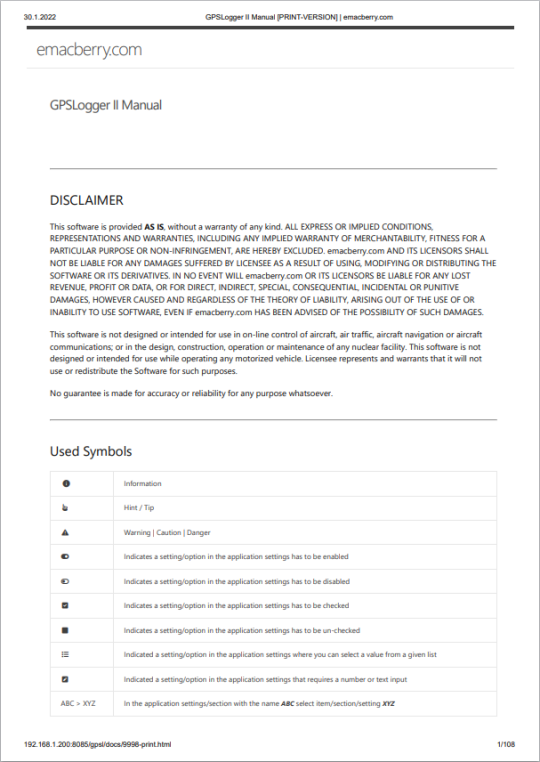 30.1.2022 GPSLogger II Manual [PRINT-VERSION] | emacberry.com
emacberry.com
GPSLogger II Manual
DISCLAIMER
This software is provided AS IS, without a warranty of any kind. ALL EXPRESS OR IMPLIED CONDITIONS,
REPRESENTATIONS AND WARRANTIES, INCLUDING ANY IMPLIED WARRANTY OF MERCHANTABILITY, FITNESS FOR A
PARTICULAR PURPOSE OR NON-INFRINGEMENT, ARE HEREBY EXCLUDED. emacberry.com AND ITS LICENSORS SHALL
NOT BE LIABLE FOR ANY DAMAGES SUFFERED BY LICENSEE AS A RESULT OF USING, MODIFYING OR DISTRIBUTING THE
SOFTWARE OR ITS DERIVATIVES. IN NO EVENT WILL emacberry.com OR ITS LICENSORS BE LIABLE FOR ANY LOST
REVENUE, PROFIT OR DATA, OR FOR DIRECT, INDIRECT, SPECIAL, CONSEQUENTIAL, INCIDENTAL OR PUNITIVE
DAMAGES, HOWEVER CAUSED AND REGARDLESS OF THE THEORY OF LIABILITY, ARISING OUT OF THE USE OF OR
INABILITY TO USE SOFTWARE, EVEN IF emacberry.com HAS BEEN ADVISED OF THE POSSIBILITY OF SUCH DAMAGES.
This software is not designed or intended for use in on-line control of aircraft, air traffic, aircraft navigation or aircraft
communications; or in the design, construction, operation or maintenance of any nuclear facility. This software is not
designed or intended for use while operating any motorized vehicle. Licensee represents and warrants that it will not
use or redistribute the Software for such purposes.
No guarantee is made for accuracy or reliability for any purpose whatsoever.
Used Symbols
Information
Hint / Tip
Warning | Caution | Danger
Indicates a setting/option in the application settings has to be enabled
Indicates a setting/option in the application settings has to be disabled
Indicates a setting/option in the application settings has to be checked
Indicates a setting/option in the application settings has to be un-checked
Indicated a setting/option in the application settings where you can select a value from a given list
Indicated a setting/option in the application settings that requires a number or text input
ABC > XYZ In the application settings/section with the name ABC select item/section/setting XYZ
192.168.1.200:8085/gpsl/docs/9998-print.html 1/108